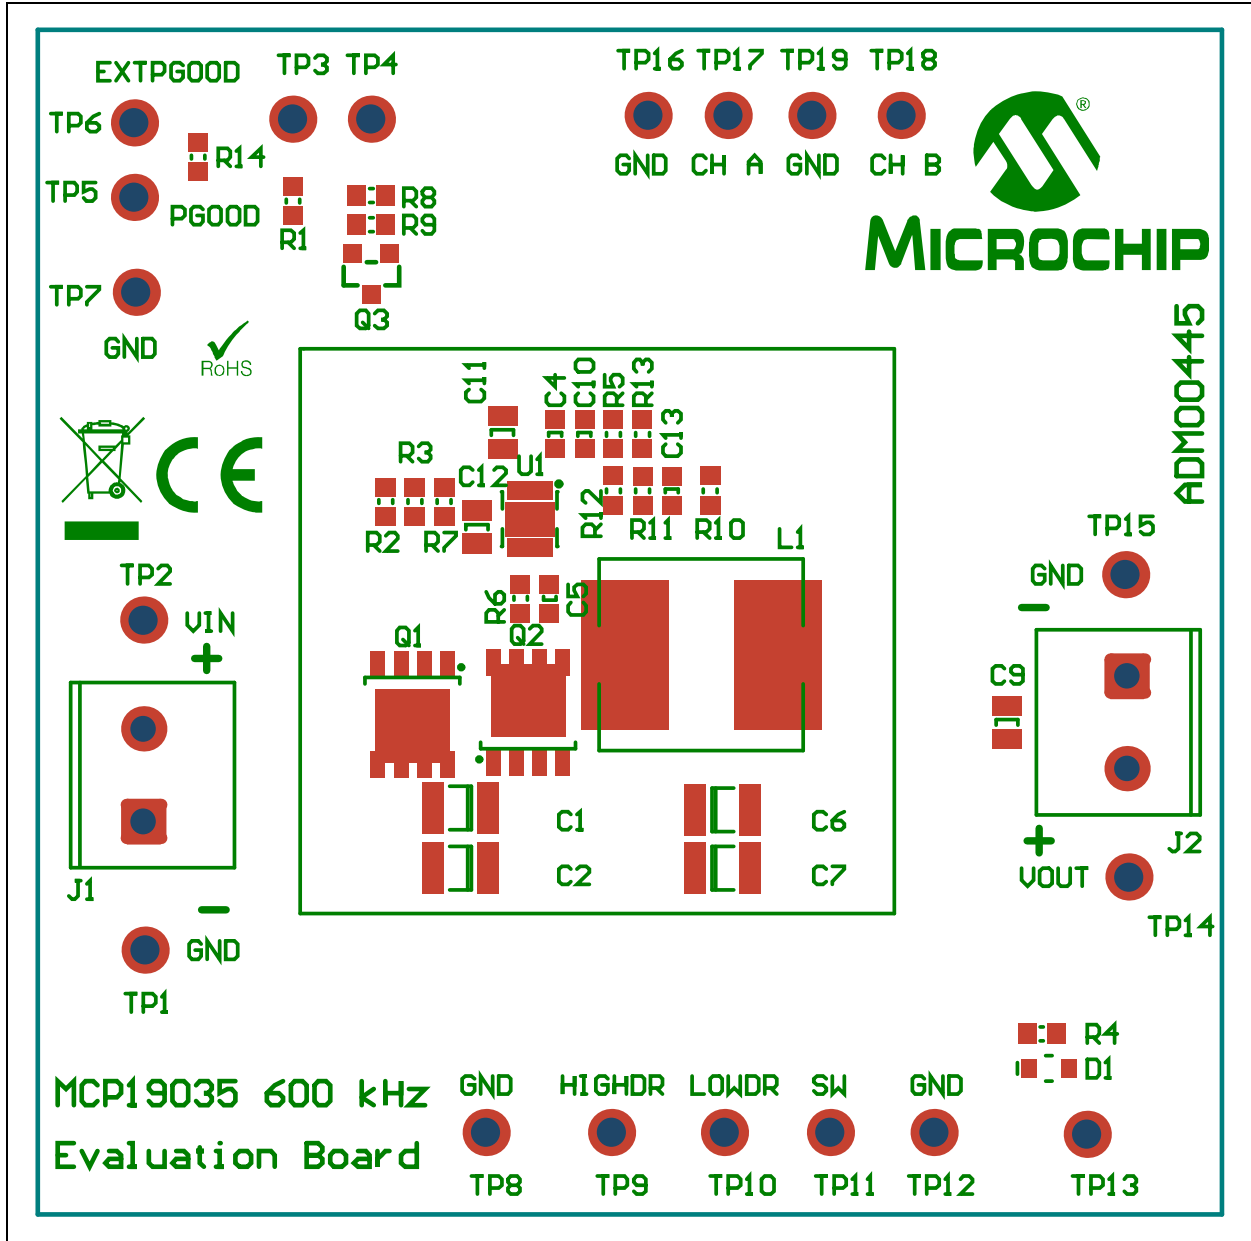 TP3 TP4
TP16 TP17 TP19 TP18
EXTPGOOD
TP6
R14
GND CH A GND CH B
®
TP5
PGOOD
R1
R8
R9
MICROCHIP
TP7
Q3
GND
RoHS
ADM00445
C11
C4
C10
R5
R13
C13
CE
R3
C12
U1
R2
R7
R12
R11
R10
L1
TP15
GND
TP2
VIN
+
R6
C5
Q1
Q2
-
C9
C1
C6
C2
C7
J1
J2
+
VOUT
TP14
-
GND
TP1
R4
D1
MCP19035 600 kHz
Evaluation Board
GND HIGHDR LOWDR SW GND
TP8 TP9 TP10 TP11 TP12 TP13